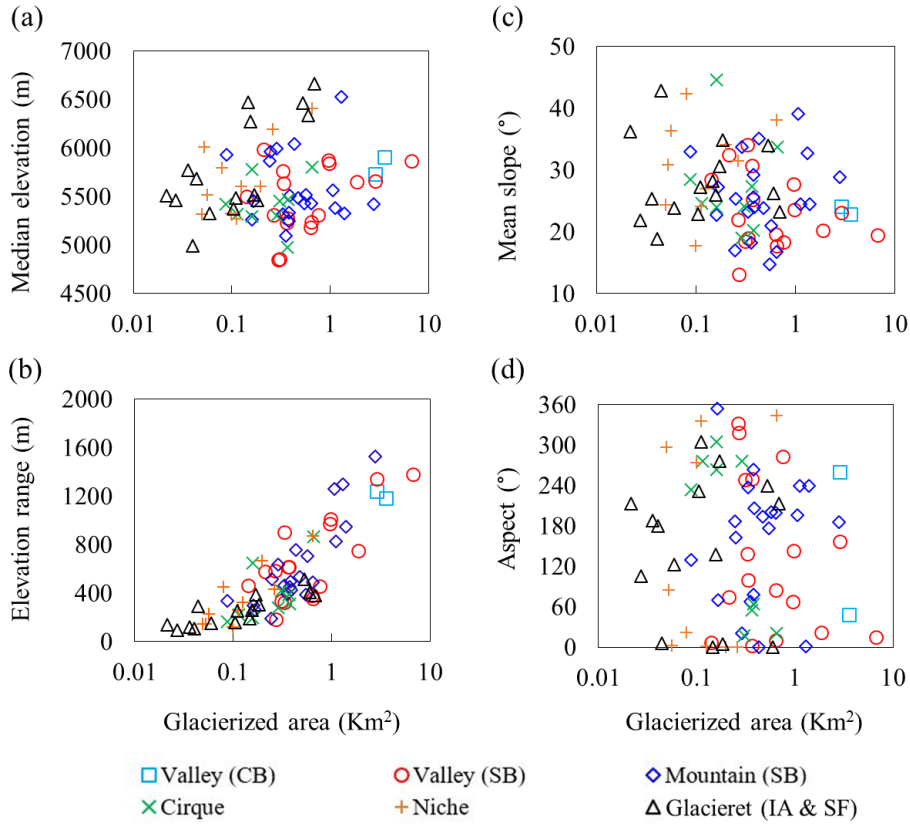 (a)
Median elevation (m)
7000
6500
6000
5500
5000
4500
0.01 0.1 1 10
(c)
Mean slope (°)
50
40
30
20
10
0.01 0.1 1 10
(b)
Elevation range (m)
2000
1600
1200
800
400
0
0.01 0.1 1 10
Glacierized area (Km²)
(d)
Aspect (°)
360
300
240
180
120
60
0
0.01 0.1 1 10
Glacierized area (Km²)
Valley (CB) Valley (SB) Mountain (SB)
Cirque Niche Glacieret (IA & SF)